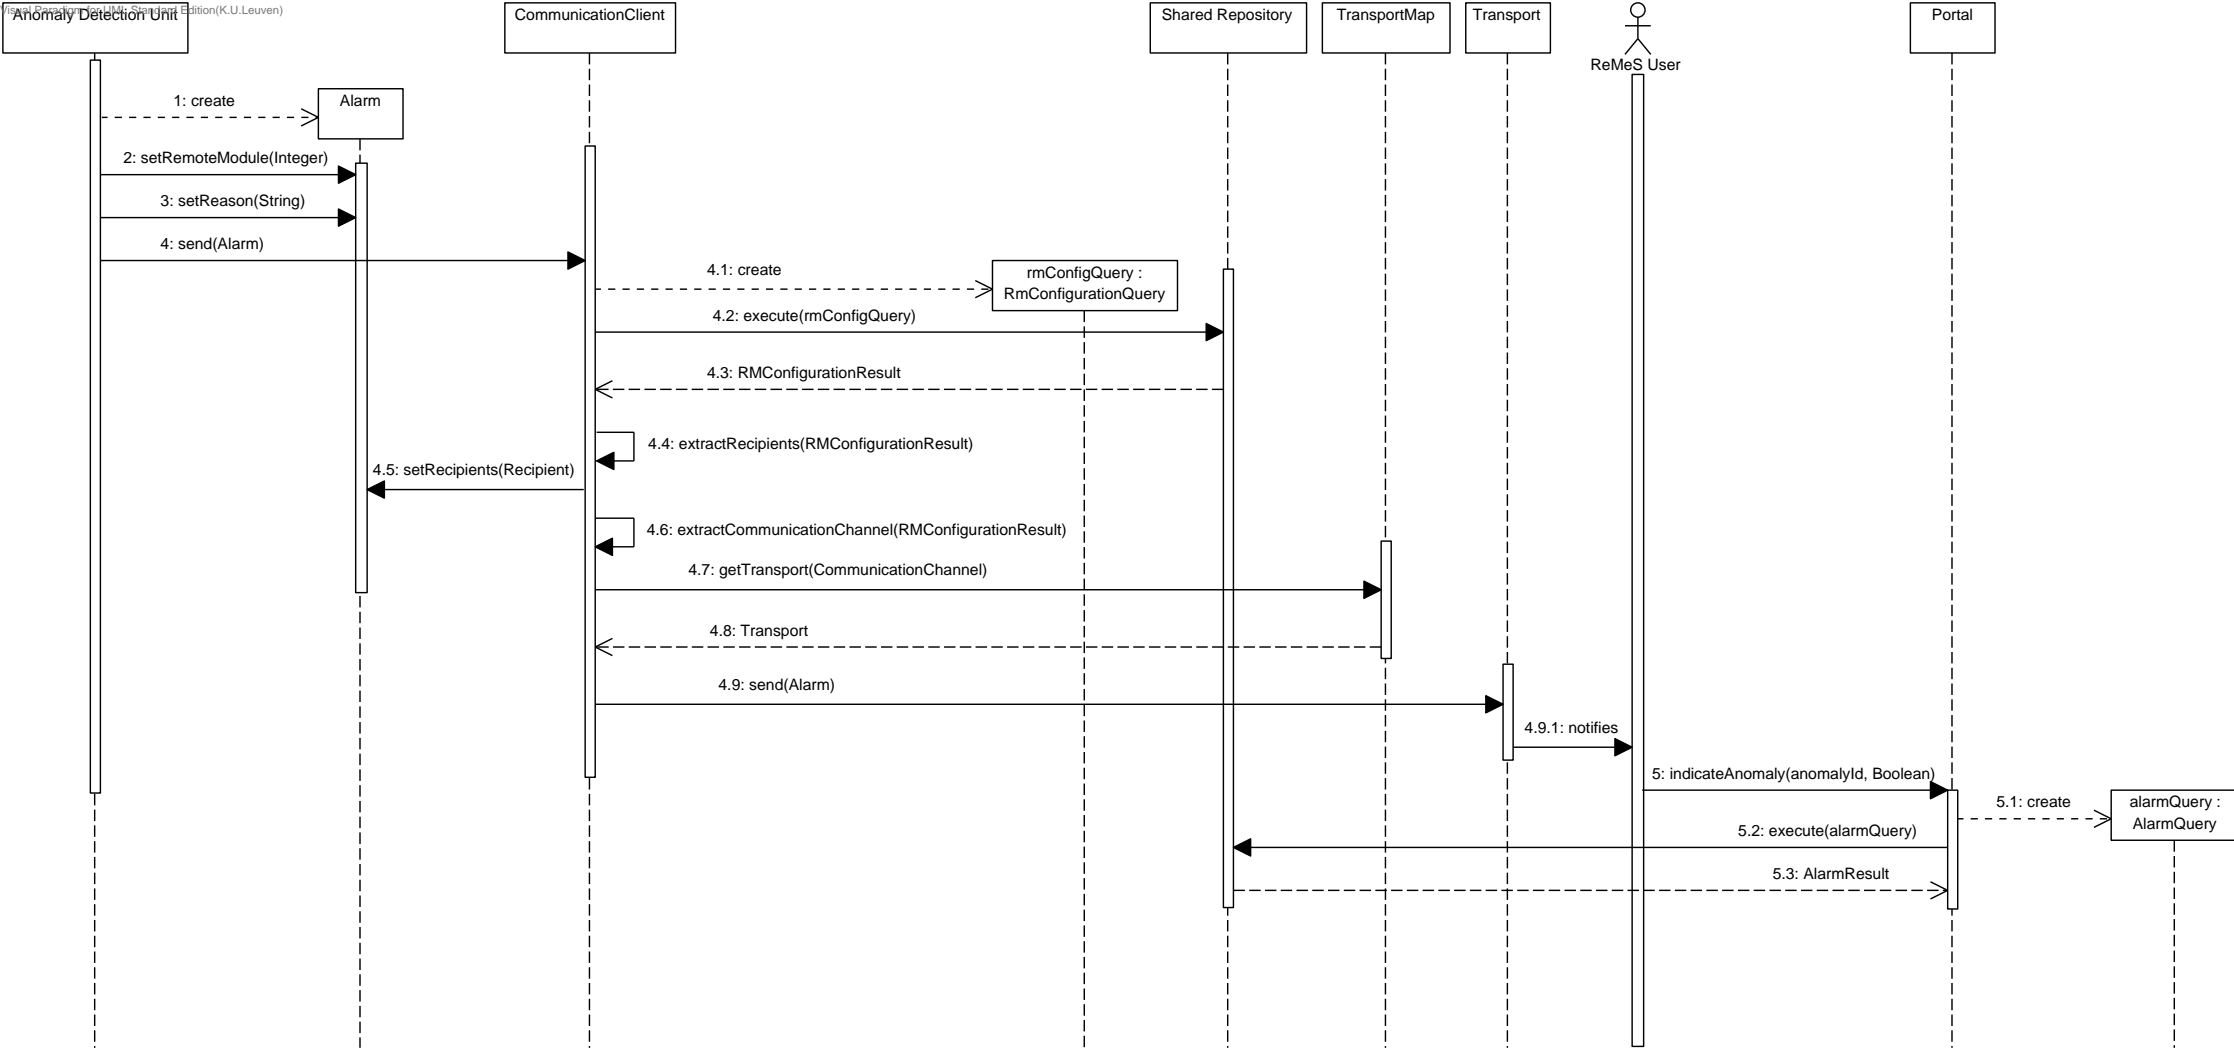 Visual Paradigm for UML Standard Edition(K.U.Leuven)
Anomaly Detection Unit
CommunicationClient
Shared Repository
TransportMap
Transport
ReMeS User
Portal
1: create
Alarm
2: setRemoteModule(Integer)
3: setReason(String)
4: send(Alarm)
4.1: create
rmConfigQuery :
RmConfigurationQuery
4.2: execute(rmConfigQuery)
4.3: RMConfigurationResult
4.4: extractRecipients(RMConfigurationResult)
4.5: setRecipients(Recipient)
4.6: extractCommunicationChannel(RMConfigurationResult)
4.7: getTransport(CommunicationChannel)
4.8: Transport
4.9: send(Alarm)
4.9.1: notifies
5: indicateAnomaly(anomalyId, Boolean)
5.1: create
alarmQuery :
AlarmQuery
5.2: execute(alarmQuery)
5.3: AlarmResult